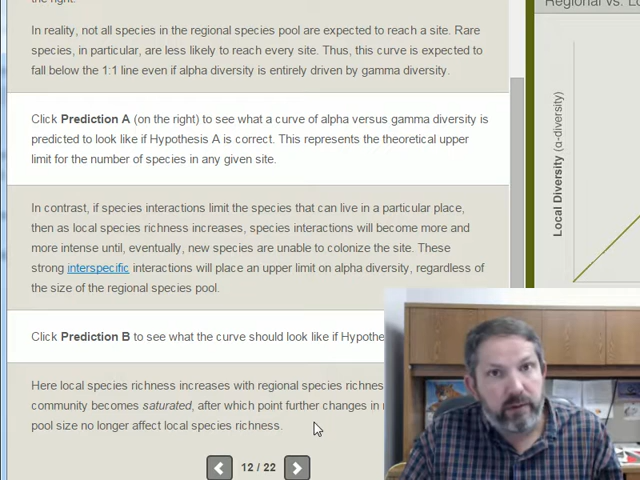 the right.
Regional vs. Lo
In reality, not all species in the regional species pool are expected to reach a site. Rare
species, in particular, are less likely to reach every site. Thus, this curve is expected to
fall below the 1:1 line even if alpha diversity is entirely driven by gamma diversity.
Click Prediction A (on the right) to see what a curve of alpha versus gamma diversity is
predicted to look like if Hypothesis A is correct. This represents the theoretical upper
limit for the number of species in any given site.
Local Diversity (α-diversity)
In contrast, if species interactions limit the species that can live in a particular place,
then as local species richness increases, species interactions will become more and
more intense until, eventually, new species are unable to colonize the site. These
strong interspecific interactions will place an upper limit on alpha diversity, regardless of
the size of the regional species pool.
Click Prediction B to see what the curve should look like if Hypothe
Here local species richness increases with regional species richnes
community becomes saturated, after which point further changes in r
pool size no longer affect local species richness.
12 / 22